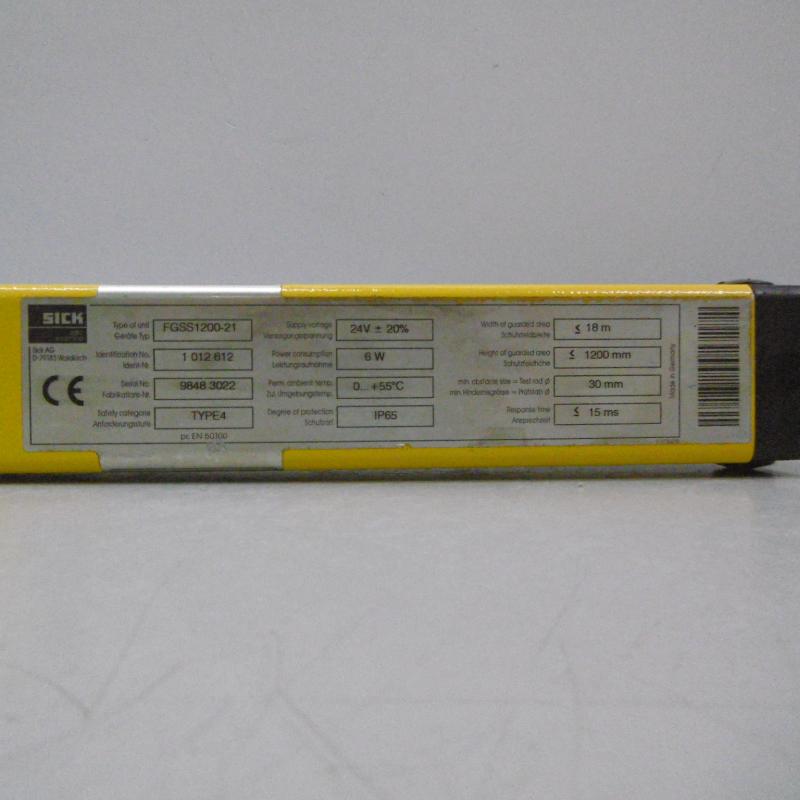 SICK
Sick AG
D-79183 Waldkirch
CE
Type of unit
Geräte Typ
FGSS1200-21
Identification No.
Ident-Nr.
1 012 612
Serial No.
Fabrikations-Nr.
9848 3022
Safety categorie
Anforderungsstufe
TYPE4
pr. EN 50100
Supply voltage
Versorgungsspannung
24V ± 20%
Power consumption
Leistungsaufnahme
6 W
Perm. ambient temp.
Zul. Umgebungstemp.
0... +55°C
Degree of protection
Schutzart
IP65
Width of guarded area
Schutzfeldbreite
≤ 18 m
Height of guarded area
Schutzfeldhöhe
≤ 1200 mm
min. obstacle size = Test rod ø
min. Hindernisgrösse = Prüfstab ø
30 mm
Response time
Ansprechzeit
≤ 15 ms
Made in Germany